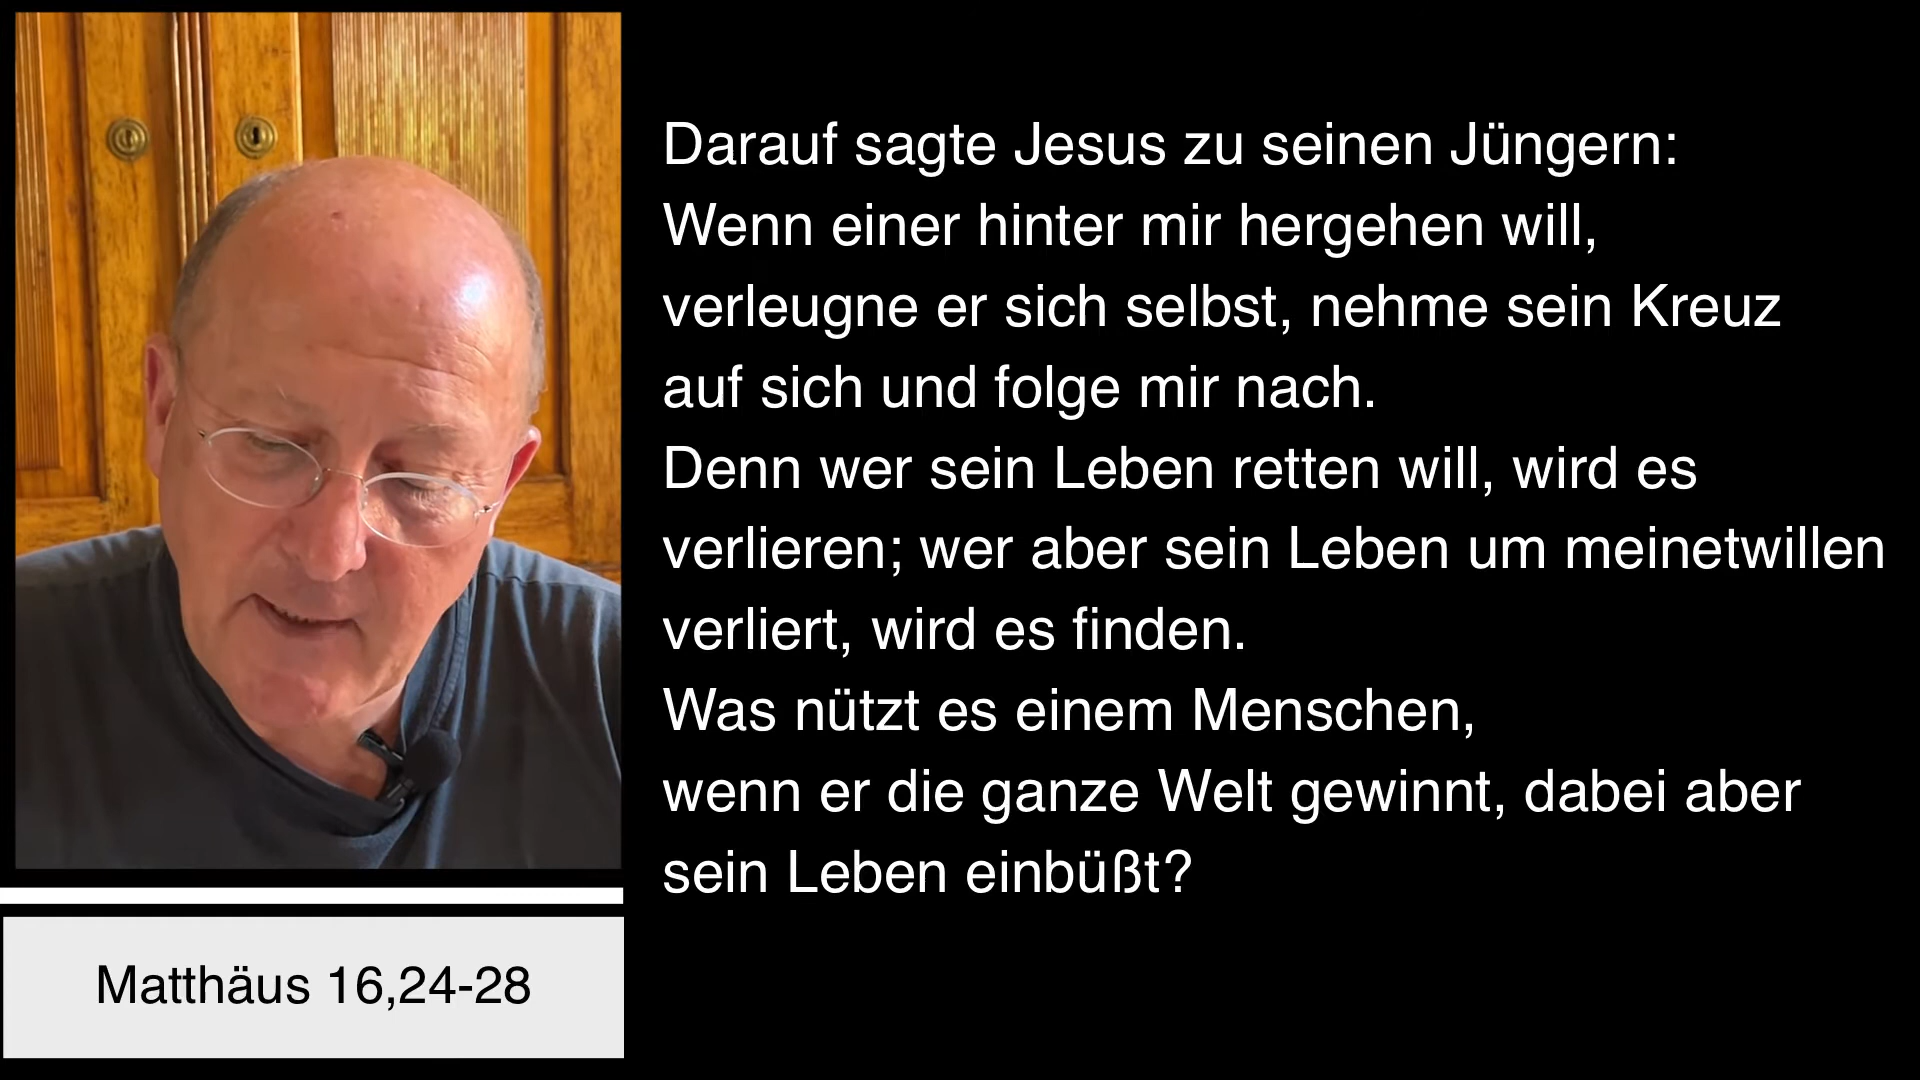 Darauf sagte Jesus zu seinen Jüngern:
Wenn einer hinter mir hergehen will,
verleugne er sich selbst, nehme sein Kreuz
auf sich und folge mir nach.
Denn wer sein Leben retten will, wird es
verlieren; wer aber sein Leben um meinetwillen
verliert, wird es finden.
Was nützt es einem Menschen,
wenn er die ganze Welt gewinnt, dabei aber
sein Leben einbüßt?
Matthäus 16,24-28